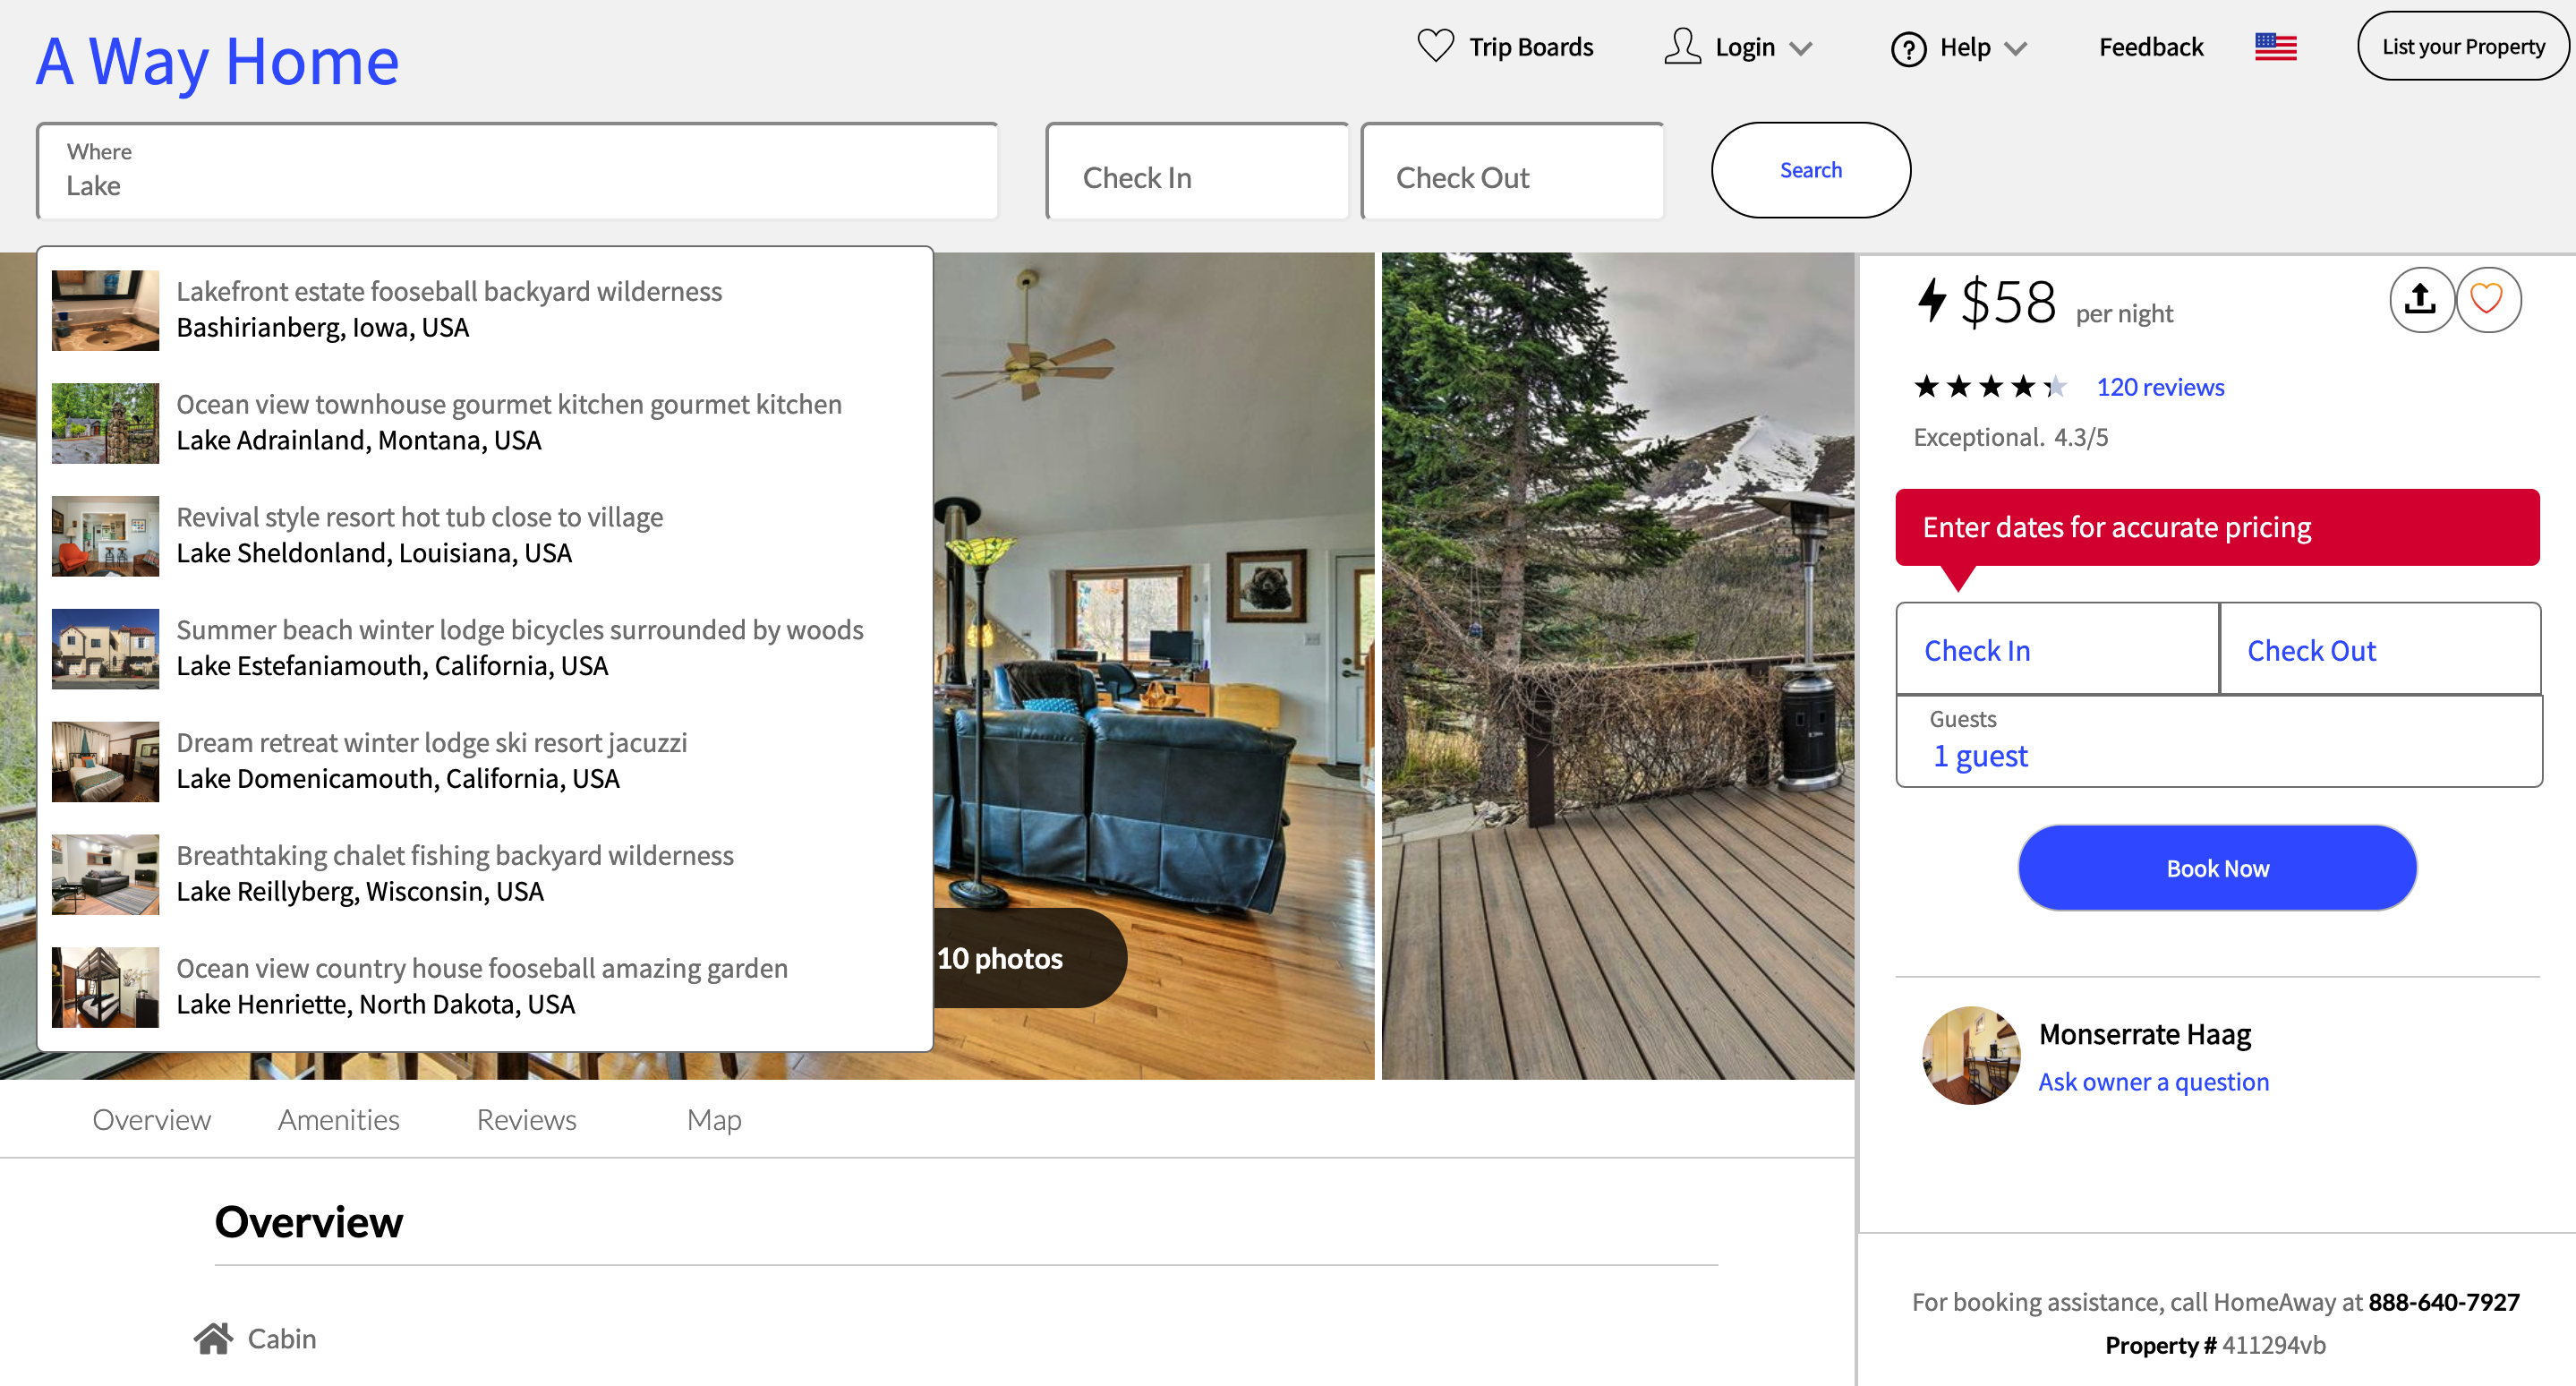 A Way Home
Trip Boards
Login
Help
Feedback
List your Property
Where
Lake
Check In
Check Out
Search
Lakefront estate fooseball backyard wilderness
Bashirianberg, Iowa, USA
Ocean view townhouse gourmet kitchen gourmet kitchen
Lake Adrainland, Montana, USA
Revival style resort hot tub close to village
Lake Sheldonland, Louisiana, USA
Summer beach winter lodge bicycles surrounded by woods
Lake Estefaniamouth, California, USA
Dream retreat winter lodge ski resort jacuzzi
Lake Domenicamouth, California, USA
Breathtaking chalet fishing backyard wilderness
Lake Reillyberg, Wisconsin, USA
Ocean view country house fooseball amazing garden
Lake Henriette, North Dakota, USA
10 photos
$58 per night
120 reviews
Exceptional. 4.3/5
Enter dates for accurate pricing
Check In
Check Out
Guests
1 guest
Book Now
Monserrate Haag
Ask owner a question
For booking assistance, call HomeAway at 888-640-7927
Property # 411294vb
Overview
Amenities
Reviews
Map
Overview
Cabin